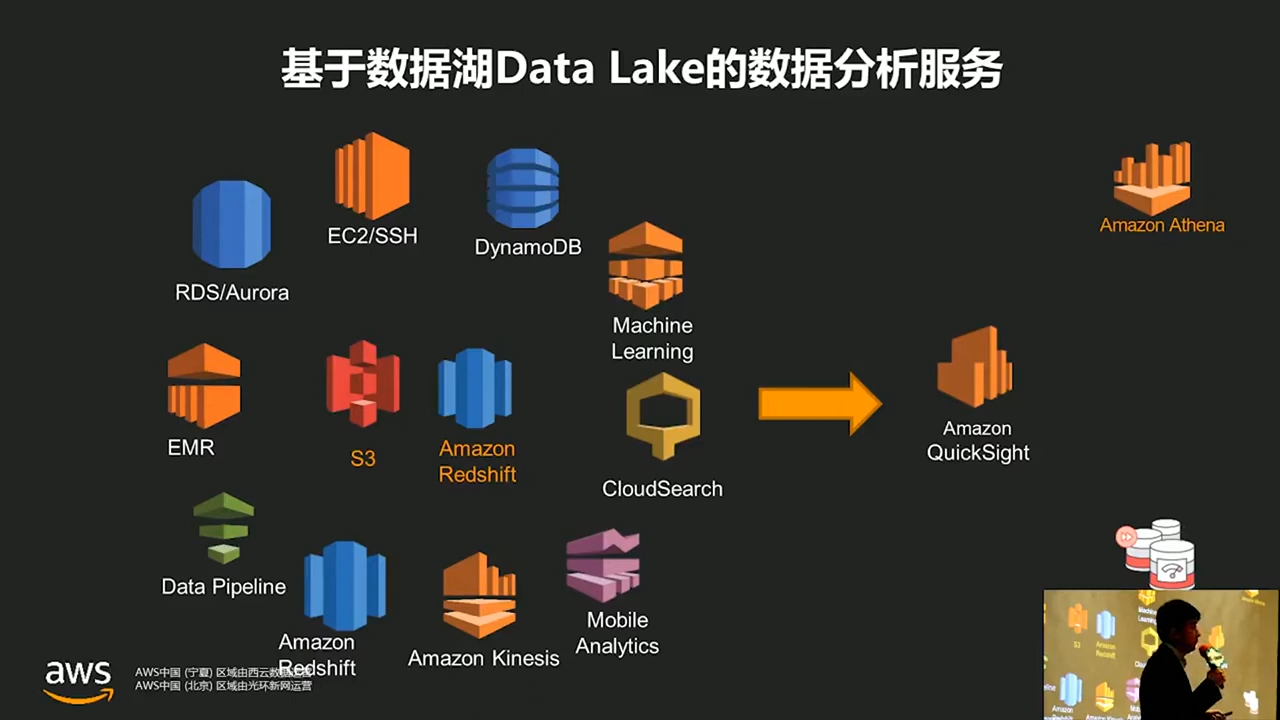 基于数据湖Data Lake的数据分析服务
EC2/SSH
DynamoDB
RDS/Aurora
Amazon Athena
Machine
Learning
EMR
S3
Amazon
Redshift
CloudSearch
Amazon
QuickSight
Data Pipeline
Amazon
Redshift
Amazon Kinesis
Mobile
Analytics
aws
AWS中国 (宁夏) 区域由西云数据运营
AWS中国 (北京) 区域由光环新网运营